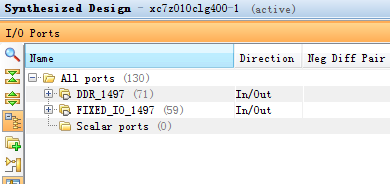 Synthesized Design - xc7z010clg400-1 (active)
I/O Ports
Name Direction Neg Diff Pair
All ports (130)
DDR_1497 (71) In/Out
FIXED_IO_1497 (59) In/Out
Scalar ports (0)